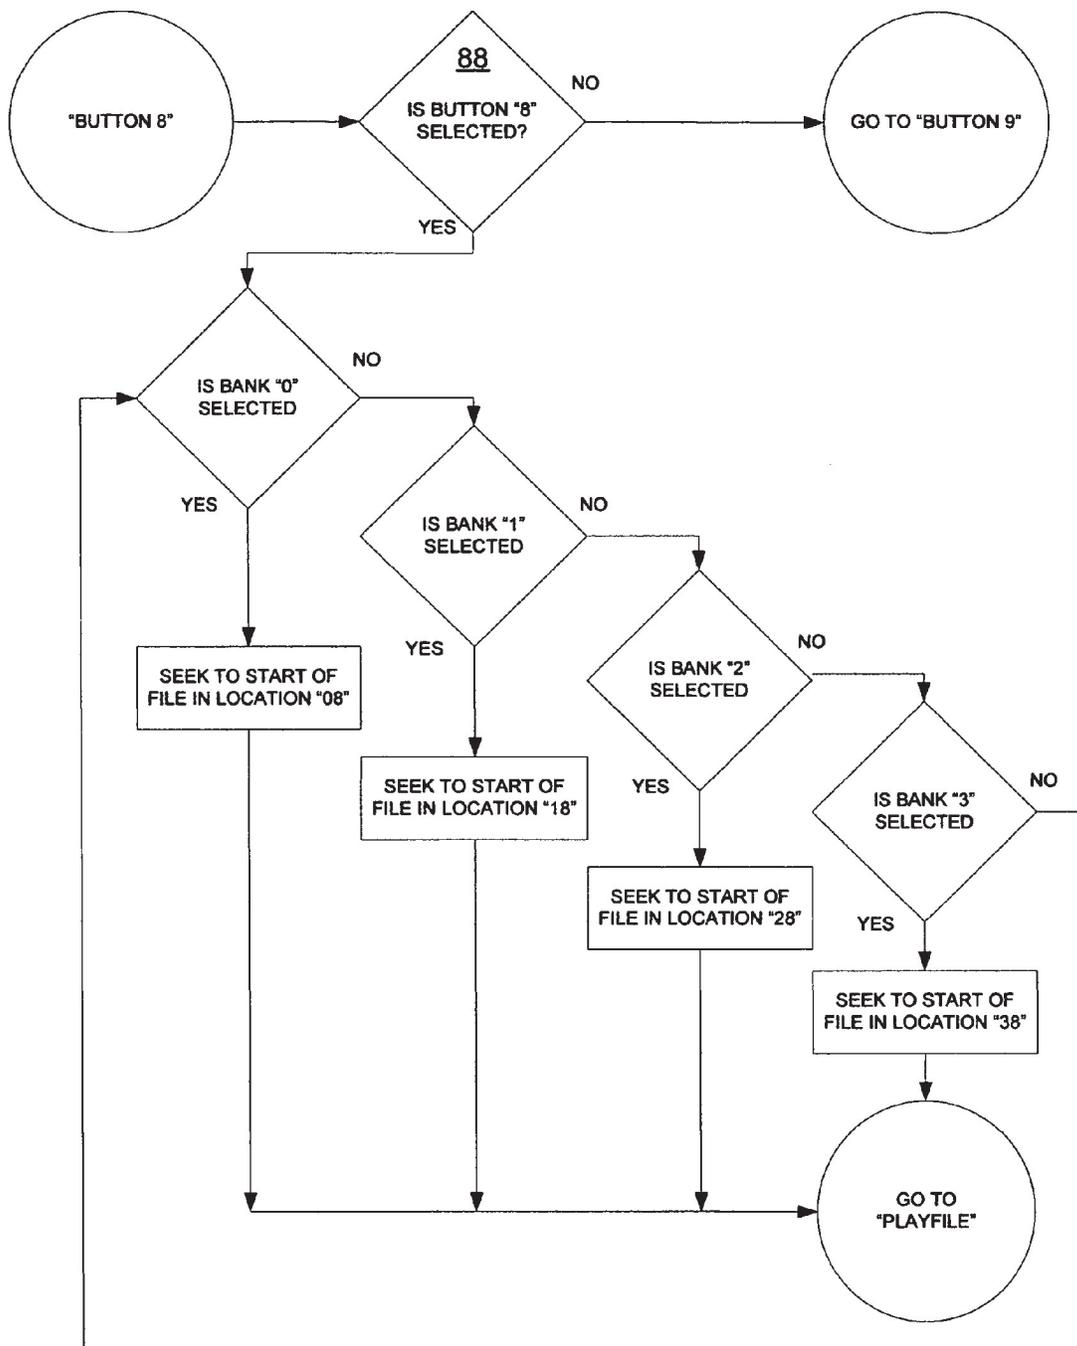 "BUTTON 8"
88
IS BUTTON "8"
SELECTED?
NO
GO TO "BUTTON 9"
YES
IS BANK "0"
SELECTED
NO
YES
IS BANK "1"
SELECTED
NO
YES
IS BANK "2"
SELECTED
NO
YES
IS BANK "3"
SELECTED
NO
YES
SEEK TO START OF
FILE IN LOCATION "08"
SEEK TO START OF
FILE IN LOCATION "18"
SEEK TO START OF
FILE IN LOCATION "28"
SEEK TO START OF
FILE IN LOCATION "38"
GO TO
"PLAYFILE"